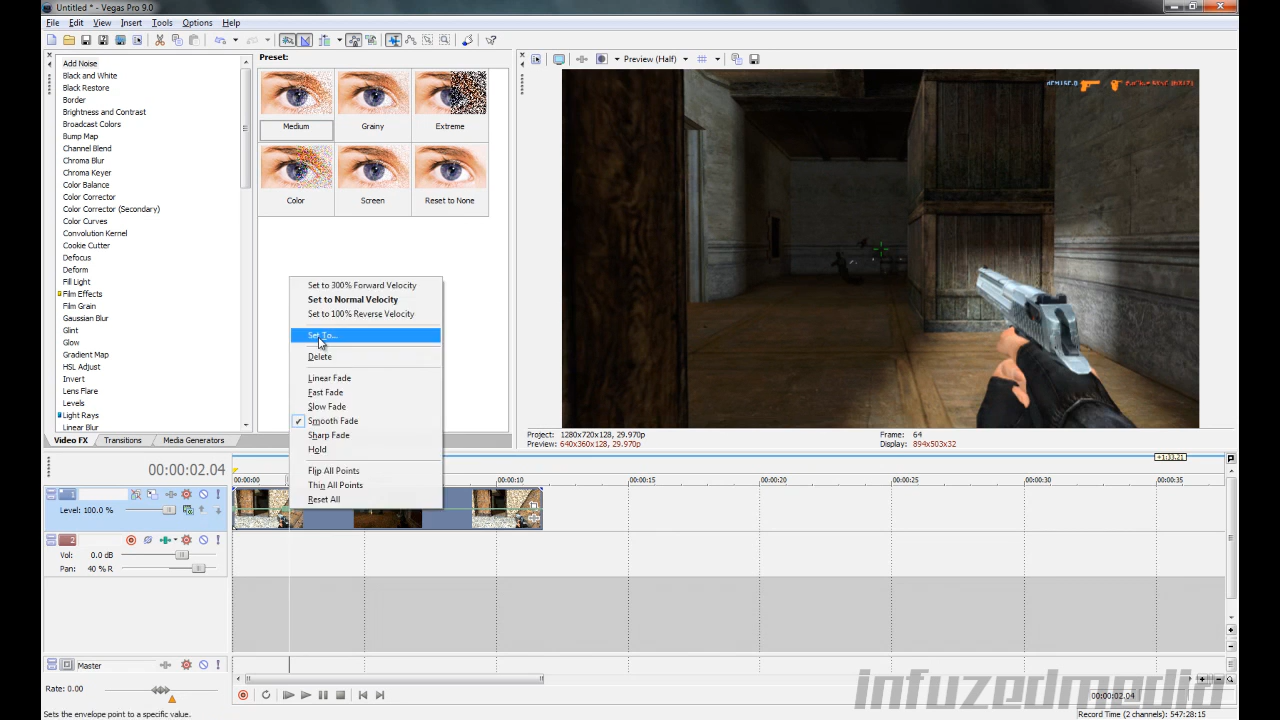 Untitled * - Vegas Pro 9.0
File Edit View Insert Tools Options Help
Add Noise
Black and White
Black Restore
Border
Brightness and Contrast
Broadcast Colors
Bump Map
Channel Blend
Chroma Blur
Chroma Keyer
Color Balance
Color Corrector
Color Corrector (Secondary)
Color Curves
Convolution Kernel
Cookie Cutter
Defocus
Deform
Fill Light
Film Effects
Film Grain
Gaussian Blur
Glint
Glow
Gradient Map
HSL Adjust
Invert
Lens Flare
Levels
Light Rays
Linear Blur
Video FX Transitions Media Generators
Preset:
Medium Grainy Extreme
Color Screen Reset to None
Set to 300% Forward Velocity
Set to Normal Velocity
Set to 100% Reverse Velocity
Set To...
Delete
Linear Fade
Fast Fade
Slow Fade
Smooth Fade
Sharp Fade
Hold
Flip All Points
Thin All Points
Reset All
Preview (Half)
Project: 1280x720x128, 29.970p
Preview: 640x360x128, 29.970p
Frame: 64
Display: 894x503x32
+1:33.21
00:00:02.04
00:00:00 00:00:10 00:00:15 00:00:20 00:00:25 00:00:30 00:00:35
1
Level: 100.0 %
2
Vol: 0.0 dB
Pan: 40 % R
Master
Rate: 0.00
infuzedmedia
00:00:02.04
Sets the envelope point to a specific value.
Record Time (2 channels): 547:28:15